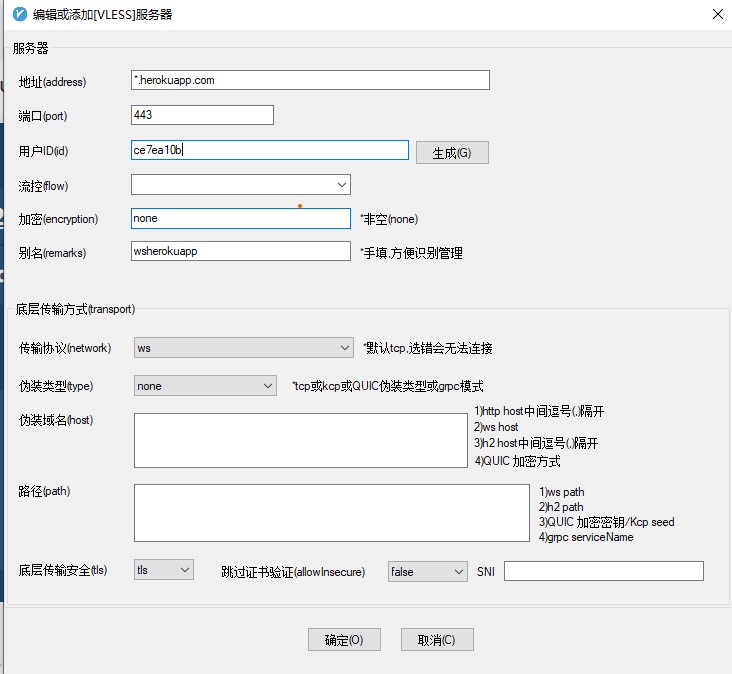 编辑或添加[VLESS]服务器
服务器
地址(address) *.herokuapp.com
端口(port) 443
用户ID(id) ce7ea10b 生成(G)
流控(flow)
加密(encryption) none *非空(none)
别名(remarks) wsherokuapp *手填,方便识别管理
底层传输方式(transport)
传输协议(network) ws *默认tcp,选错会无法连接
伪装类型(type) none *tcp或kcp或QUIC伪装类型或grpc模式
伪装域名(host)
1)http host中间逗号(,)隔开
2)ws host
3)h2 host中间逗号(,)隔开
4)QUIC 加密方式
路径(path)
1)ws path
2)h2 path
3)QUIC 加密密钥/Kcp seed
4)grpc serviceName
底层传输安全(tls) tls 跳过证书验证(allowInsecure) false SNI
确定(O) 取消(C)